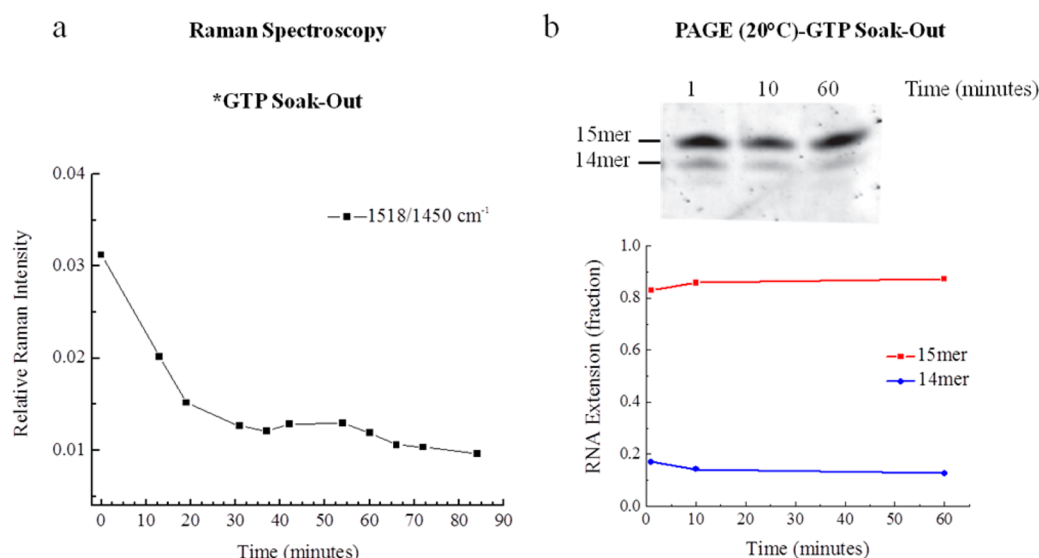 a
Raman Spectroscopy
*GTP Soak-Out
0.04
0.03
0.02
0.01
1518/1450 cm⁻¹
Relative Raman Intensity
0 10 20 30 40 50 60 70 80 90
Time (minutes)
b
PAGE (20°C)-GTP Soak-Out
1 10 60 Time (minutes)
15mer
14mer
1.0
0.8
0.6
0.4
0.2
0.0
15mer
14mer
RNA Extension (fraction)
0 10 20 30 40 50 60
Time (minutes)